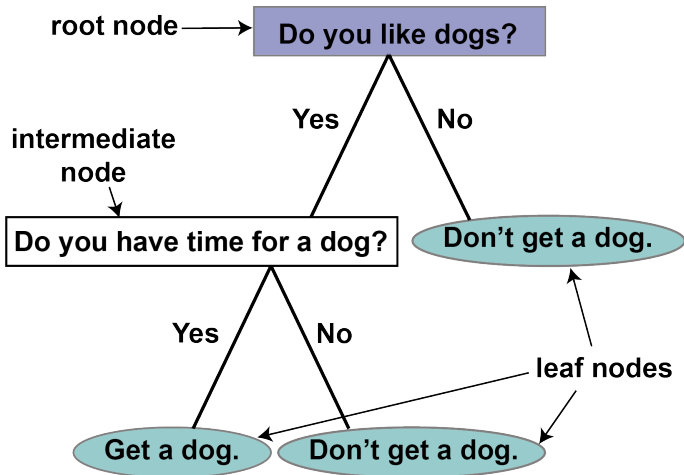 root node
Do you like dogs?
Yes
No
intermediate
node
Do you have time for a dog?
Don't get a dog.
Yes
No
leaf nodes
Get a dog.
Don't get a dog.